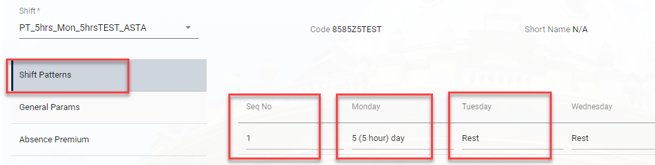 Shift *
PT_5hrs_Mon_5hrsTEST_ASTA
Code 8585Z5TEST
Short Name N/A
Shift Patterns
General Params
Absence Premium
Seq No Monday Tuesday Wednesday
1 5 (5 hour) day Rest Rest